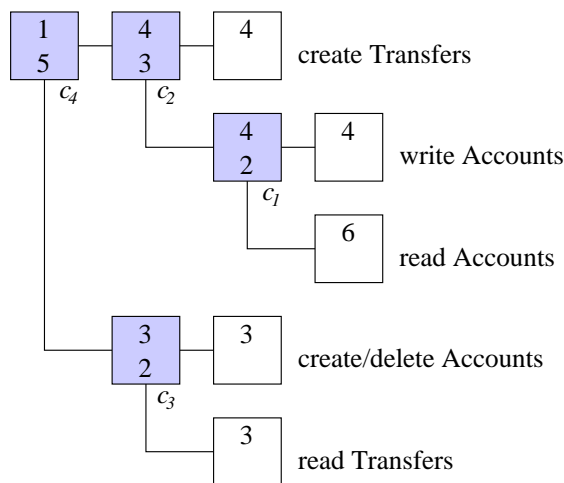 1 4 4 create Transfers
5 3
c4 c2
4 4 write Accounts
2
c1
6 read Accounts
3 3 create/delete Accounts
2
c3
3 read Transfers